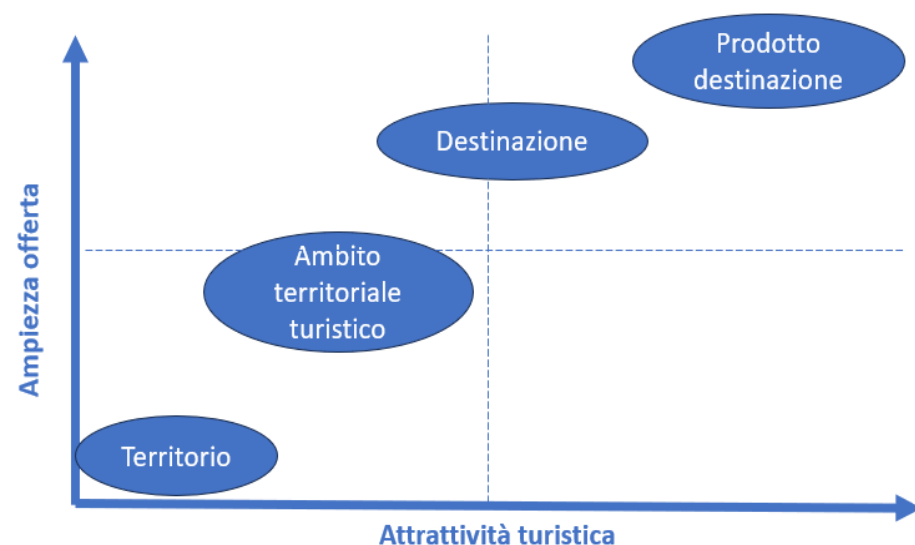 Prodotto
destinazione
Destinazione
Ambito
territoriale
turistico
Territorio
Ampiezza offerta
Attrattività turistica